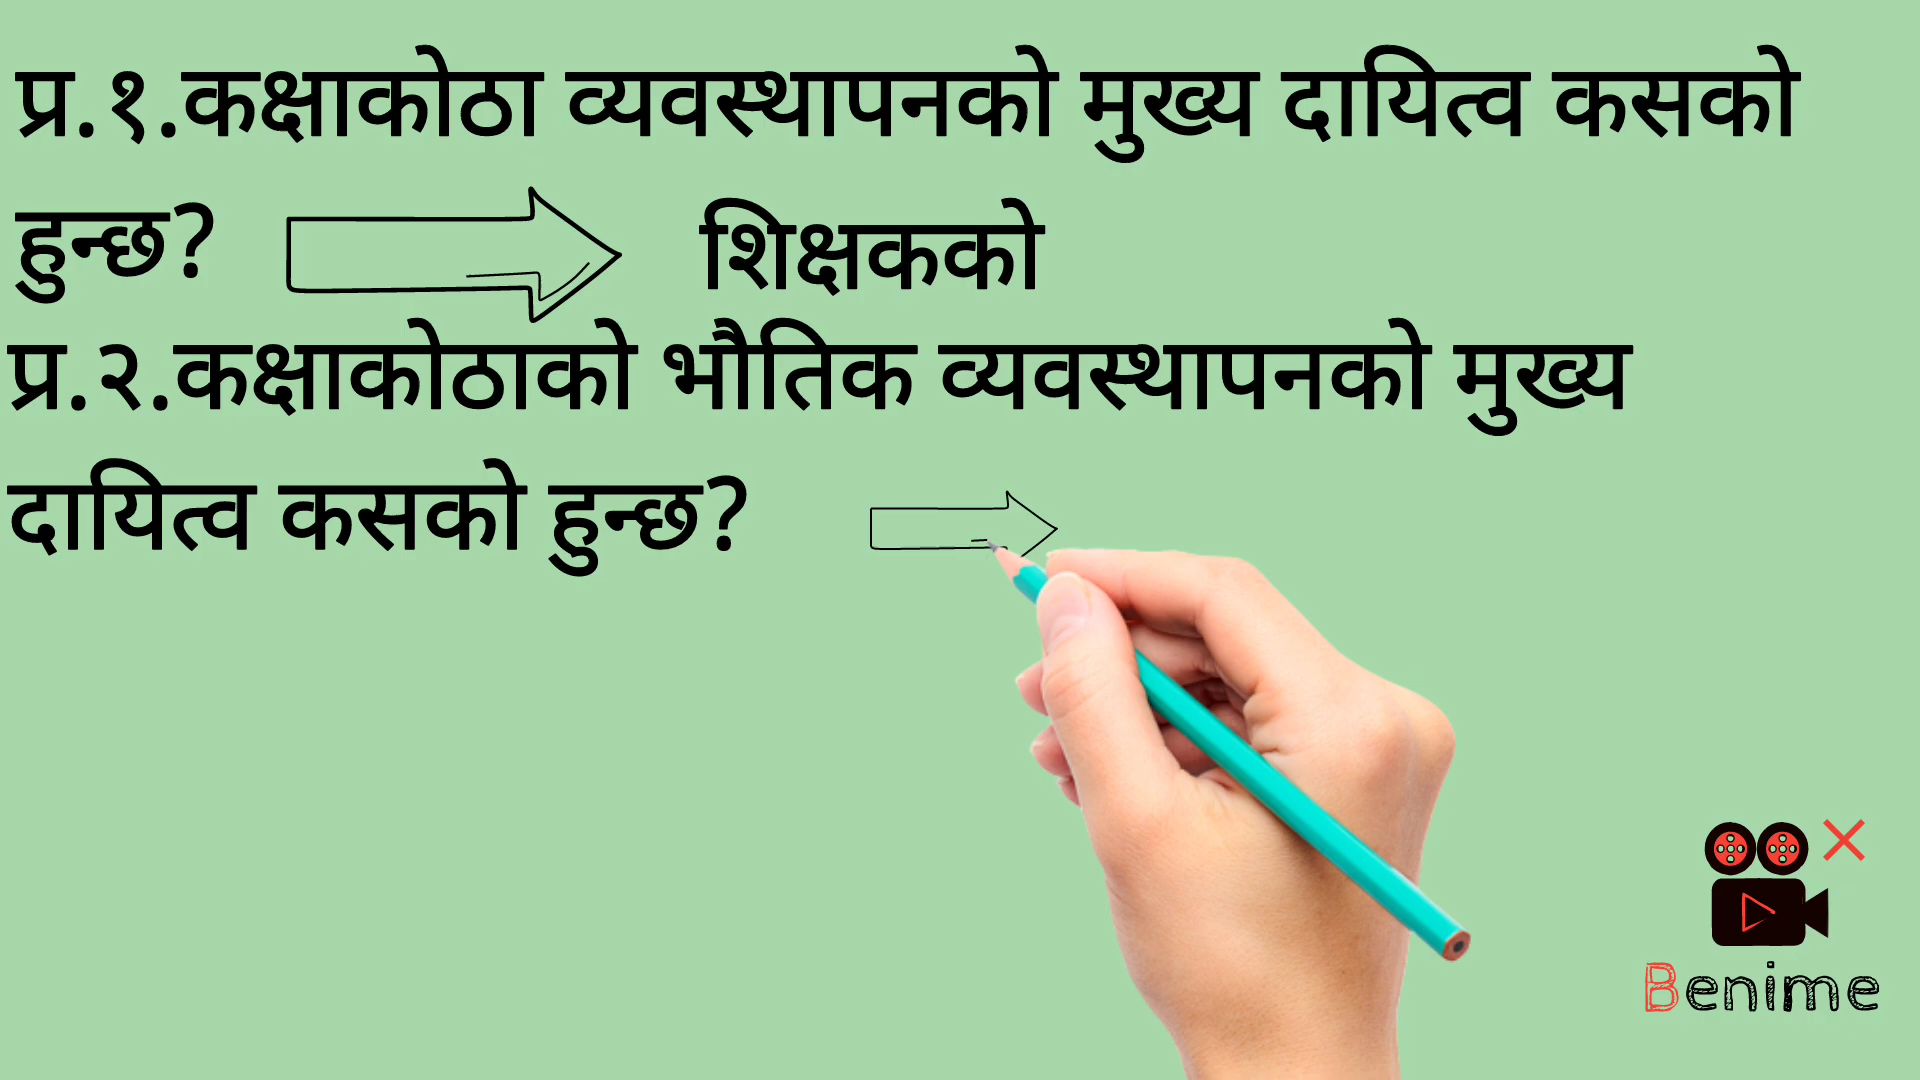 प्र.१.कक्षाकोठा व्यवस्थापनको मुख्य दायित्व कसको
हुन्छ?
शिक्षकको
प्र.२.कक्षाकोठाको भौतिक व्यवस्थापनको मुख्य
दायित्व कसको हुन्छ?
Benime